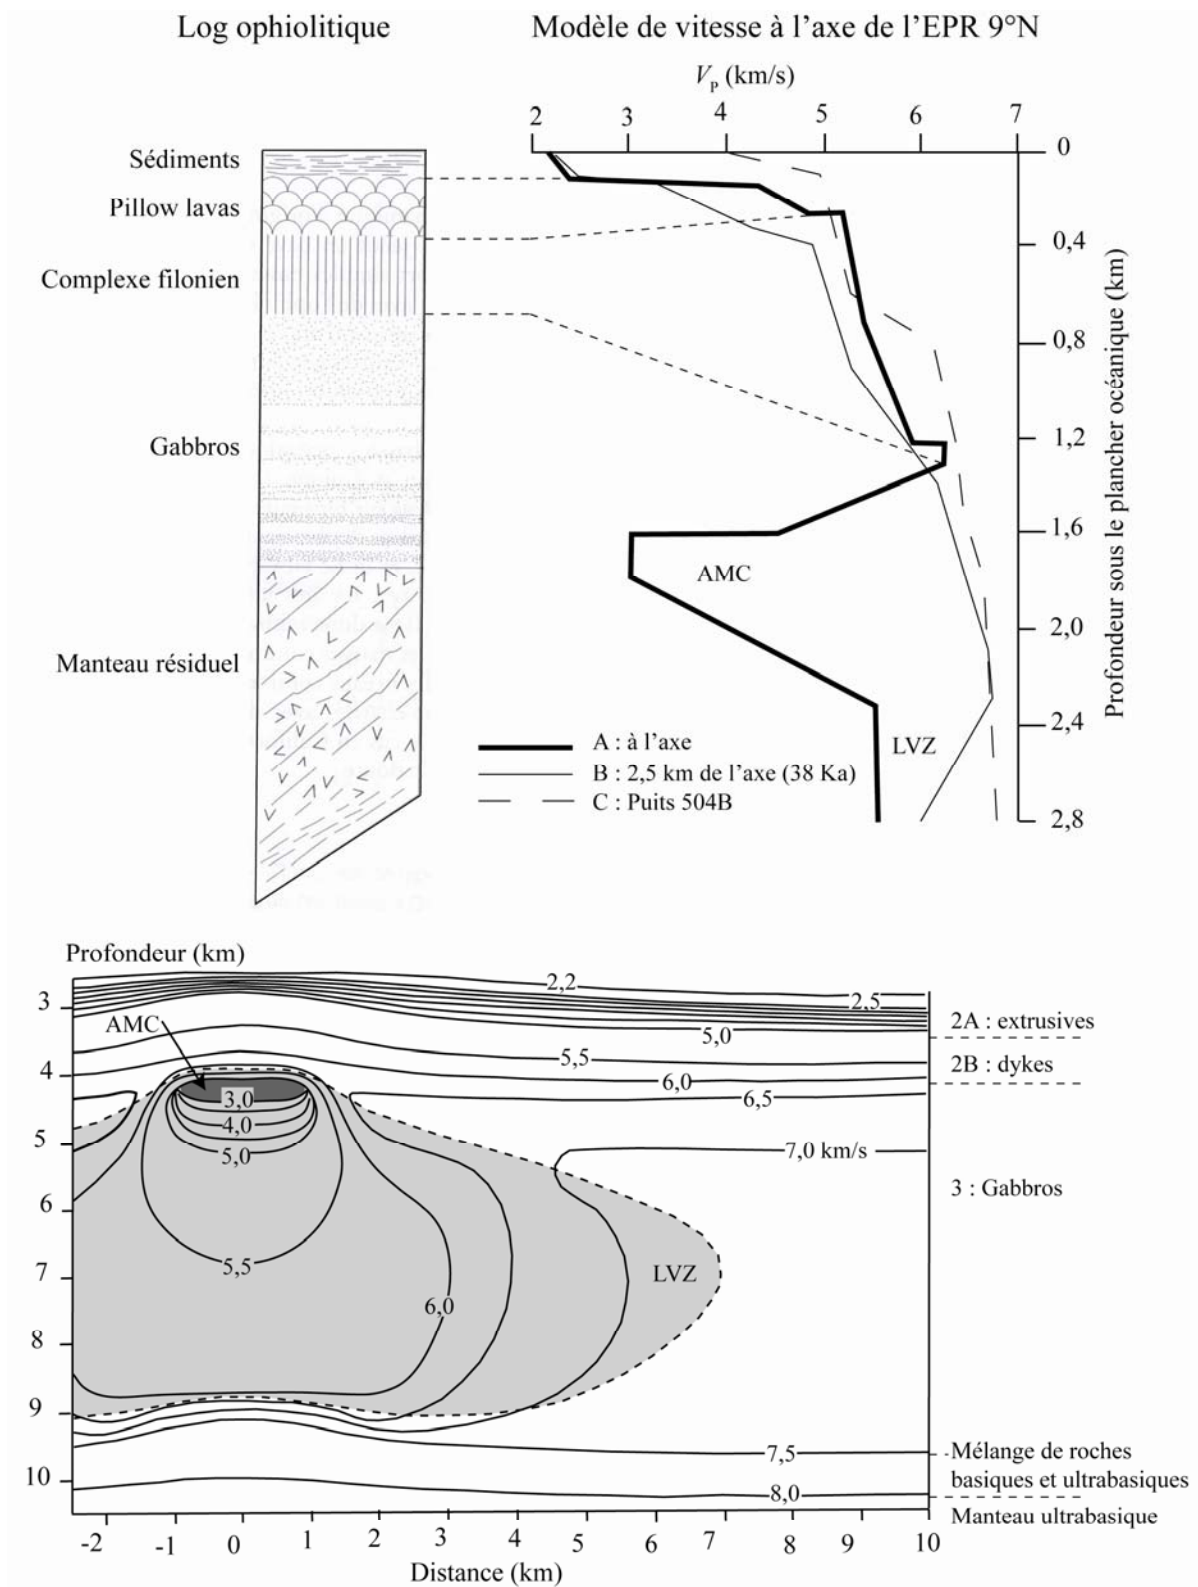 Log ophiolitique
Modèle de vitesse à l'axe de l'EPR 9°N
V_P (km/s)
2 3 4 5 6 7
Sédiments
Pillow lavas
Complexe filonien
Gabbros
Manteau résiduel
0
0,4
0,8
1,2
1,6
2,0
2,4
2,8
Profondeur sous le plancher océanique (km)
AMC
LVZ
A : à l'axe
B : 2,5 km de l'axe (38 Ka)
C : Puits 504B
Profondeur (km)
3
4
5
6
7
8
9
10
AMC
2,2
2,5
5,0
5,5
6,0
6,5
7,0 km/s
3,0
4,0
5,0
5,5
6,0
LVZ
7,5
8,0
2A : extrusives
2B : dykes
3 : Gabbros
Mélange de roches
basiques et ultrabasiques
Manteau ultrabasique
-2 -1 0 1 2 3 4 5 6 7 8 9 10
Distance (km)